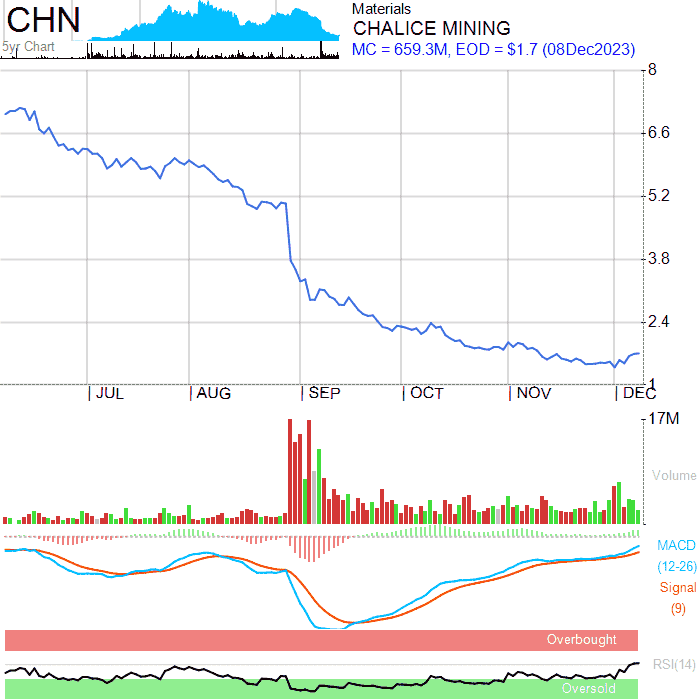 CHN
5yr Chart
Materials
CHALICE MINING
MC = 659.3M, EOD = $1.7 (08Dec2023)
8
6.6
5.2
3.8
2.4
1
JUL
AUG
SEP
OCT
NOV
DEC
17M
Volume
MACD
(12-26)
Signal
(9)
Overbought
RSI(14)
Oversold